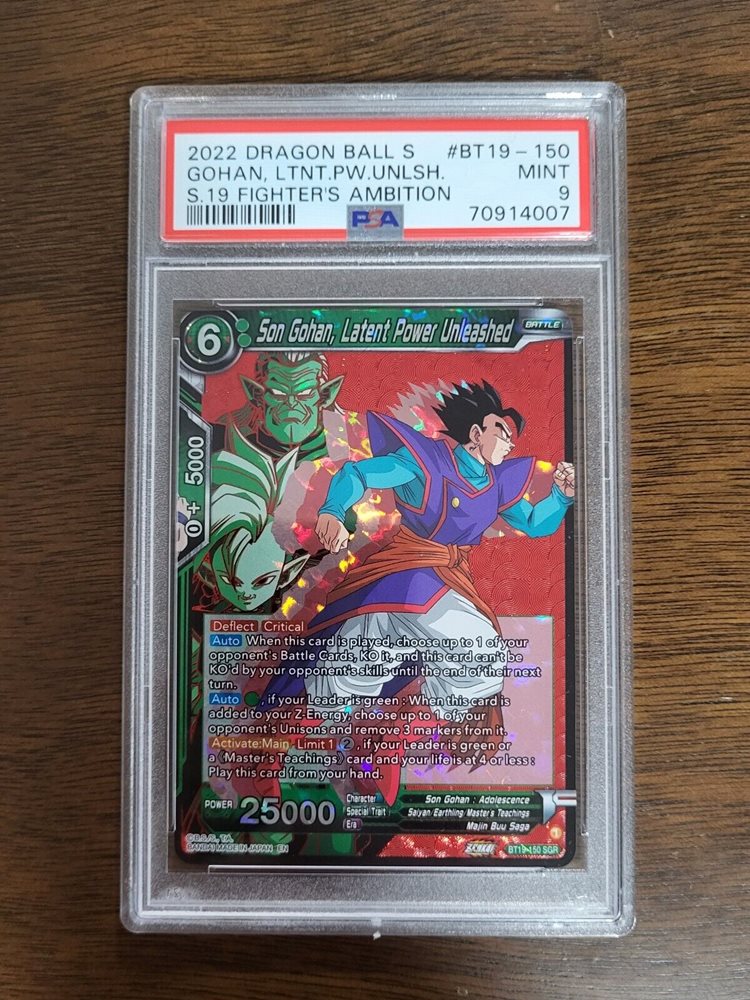 2022 DRAGON BALL S #BT19-150
GOHAN, LTNT.PW.UNLSH. MINT
S.19 FIGHTER'S AMBITION 9
PSA 70914007
6 Son Gohan, Latent Power Unleashed BATTLE
0 + 5000
Deflect Critical
Auto When this card is played, choose up to 1 of your
opponent's Battle Cards, KO it, and this card can't be
KO'd by your opponent's skills until the end of their next
turn.
Auto , if your Leader is green : When this card is
added to your Z-Energy, choose up to 1 of your
opponent's Unisons and remove 3 markers from it.
Activate:Main Limit 1 2 , if your Leader is green or
a 《Master's Teachings》 card and your life is at 4 or less :
Play this card from your hand.
POWER 25000
Character Son Gohan : Adolescence
Special Trait Saiyan/Earthling/Master's Teachings
Era Majin Buu Saga
©B.S./S., T.A.
BANDAI MADE IN JAPAN EN
BT19-150 SGR